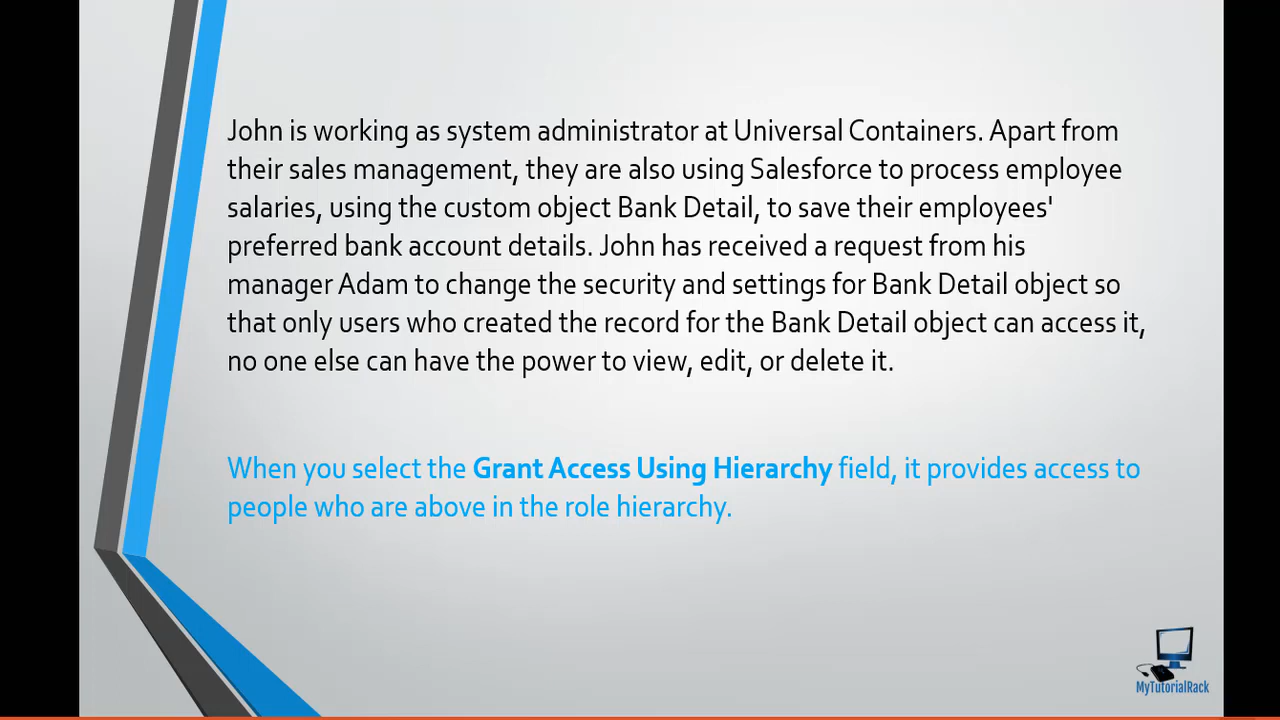 John is working as system administrator at Universal Containers. Apart from
their sales management, they are also using Salesforce to process employee
salaries, using the custom object Bank Detail, to save their employees'
preferred bank account details. John has received a request from his
manager Adam to change the security and settings for Bank Detail object so
that only users who created the record for the Bank Detail object can access it,
no one else can have the power to view, edit, or delete it.
When you select the Grant Access Using Hierarchy field, it provides access to
people who are above in the role hierarchy.
MyTutorialRack